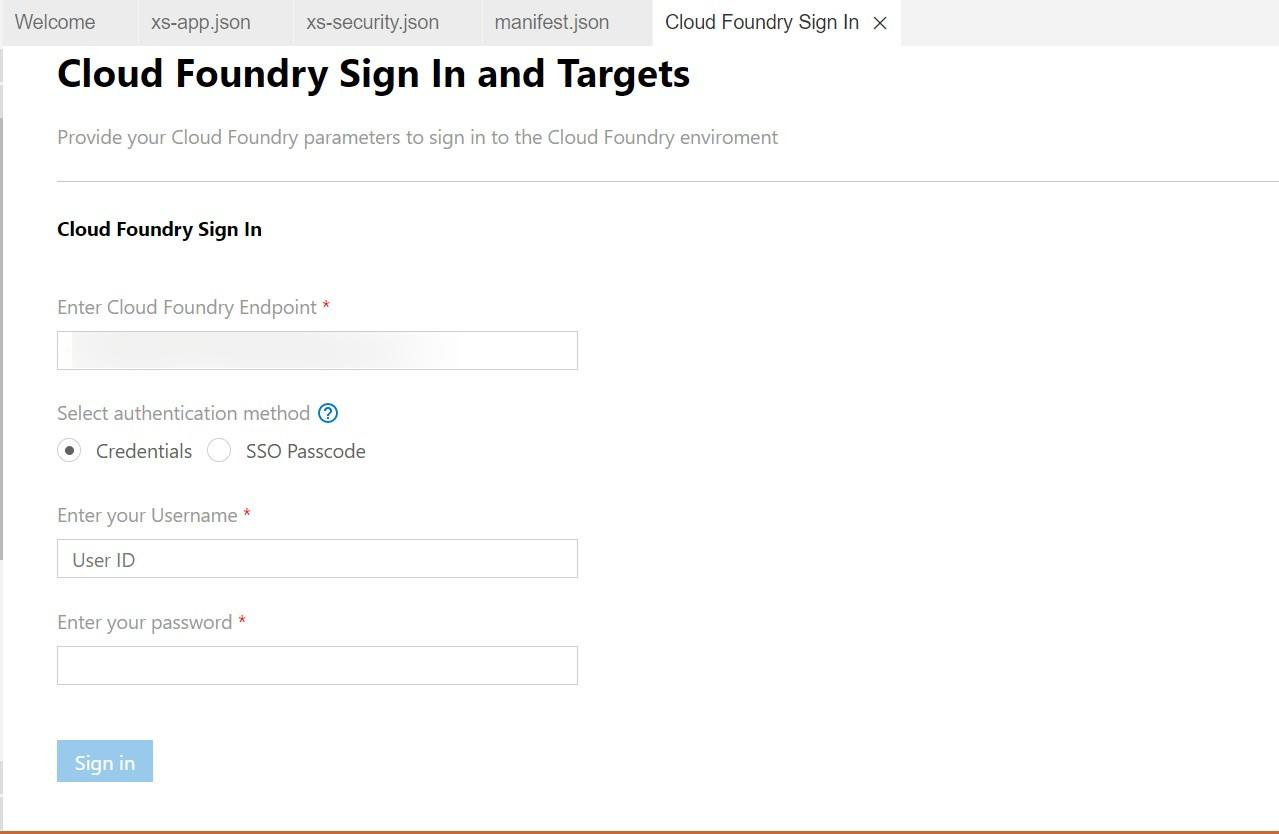 Welcome xs-app.json xs-security.json manifest.json Cloud Foundry Sign In
Cloud Foundry Sign In and Targets
Provide your Cloud Foundry parameters to sign in to the Cloud Foundry enviroment
Cloud Foundry Sign In
Enter Cloud Foundry Endpoint *
Select authentication method ?
Credentials SSO Passcode
Enter your Username *
User ID
Enter your password *
Sign in